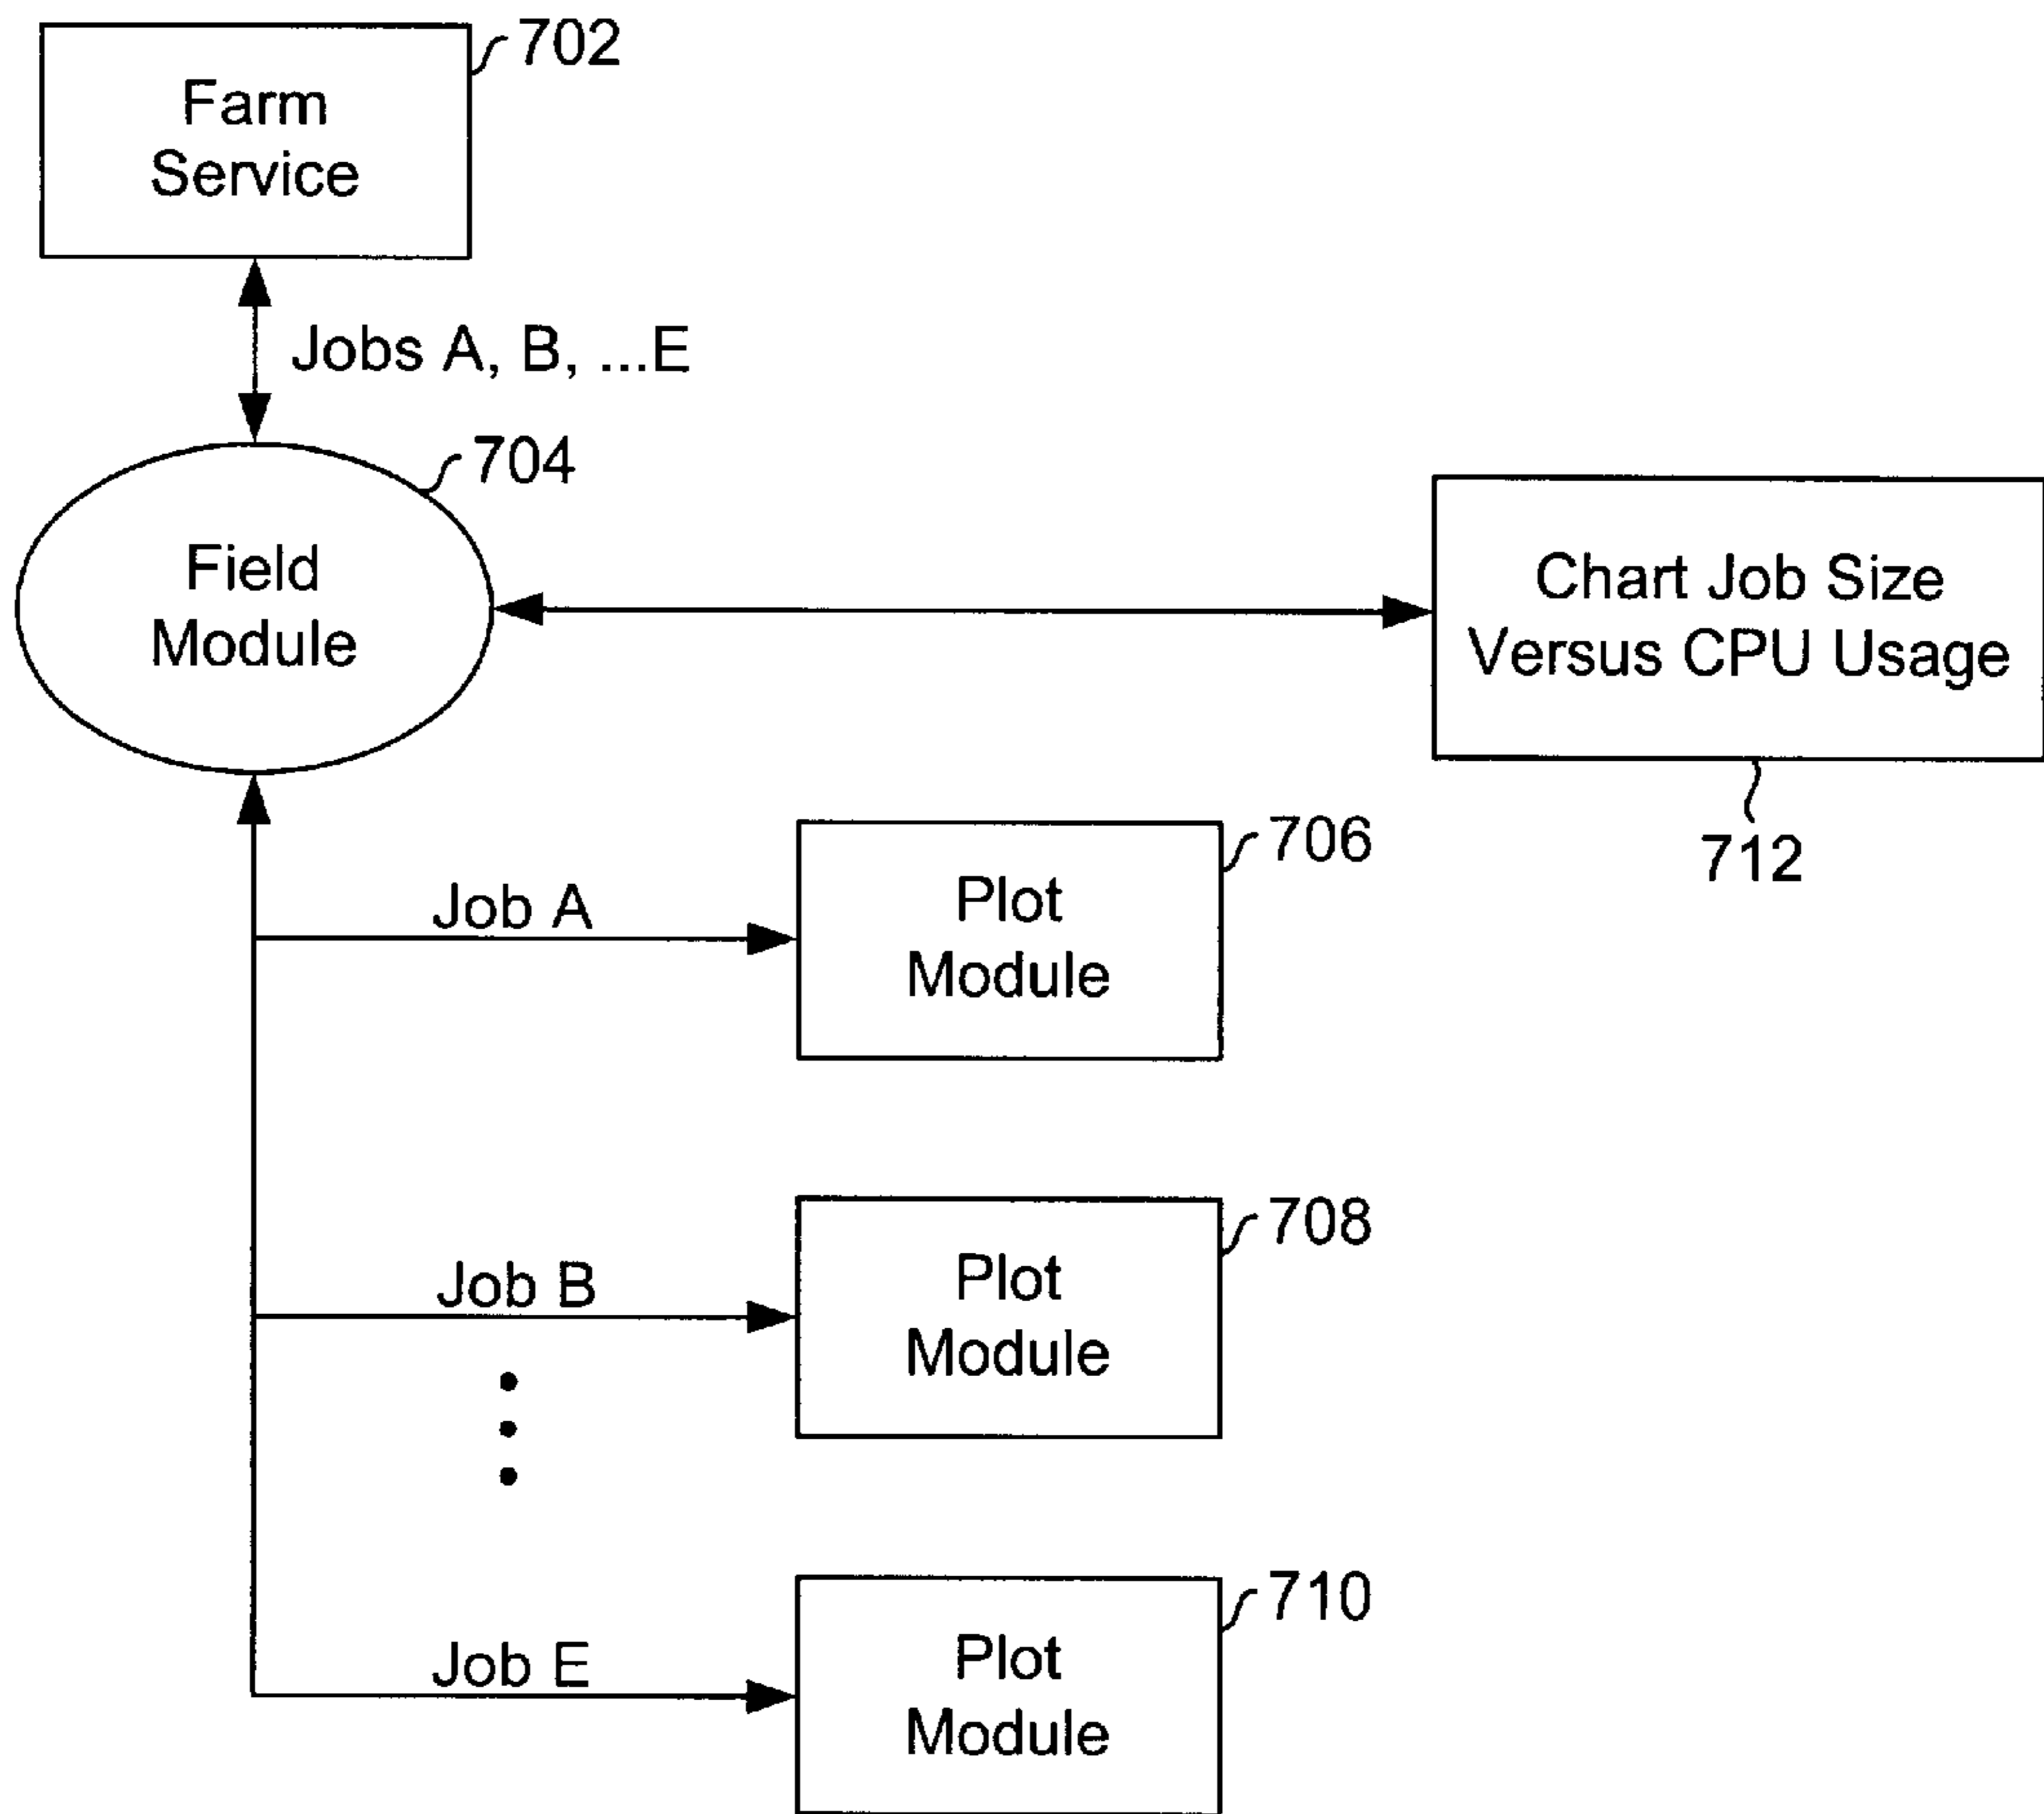 702
Farm
Service
Jobs A, B, ...E
704
Field
Module
Chart Job Size
Versus CPU Usage
712
706
Job A
Plot
Module
708
Job B
Plot
Module
710
Job E
Plot
Module